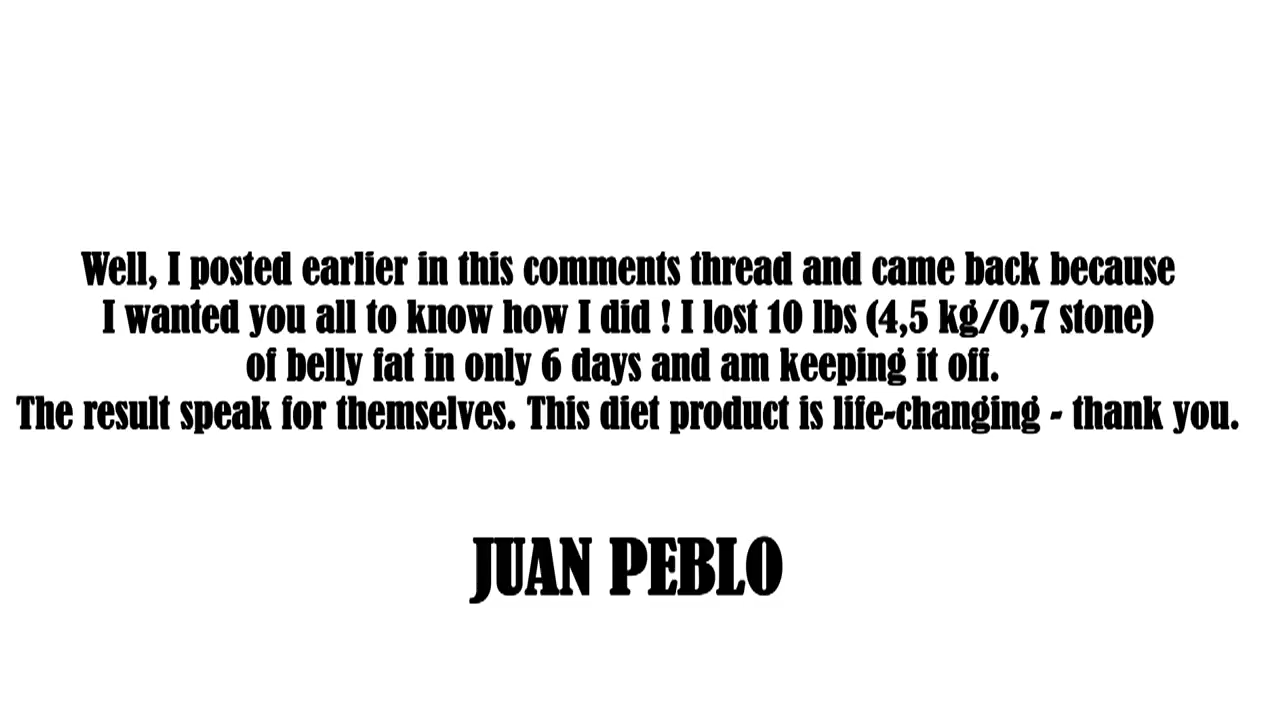 Well, I posted earlier in this comments thread and came back because
I wanted you all to know how I did ! I lost 10 lbs (4,5 kg/0,7 stone)
of belly fat in only 6 days and am keeping it off.
The result speak for themselves. This diet product is life-changing - thank you.
JUAN PEBLO